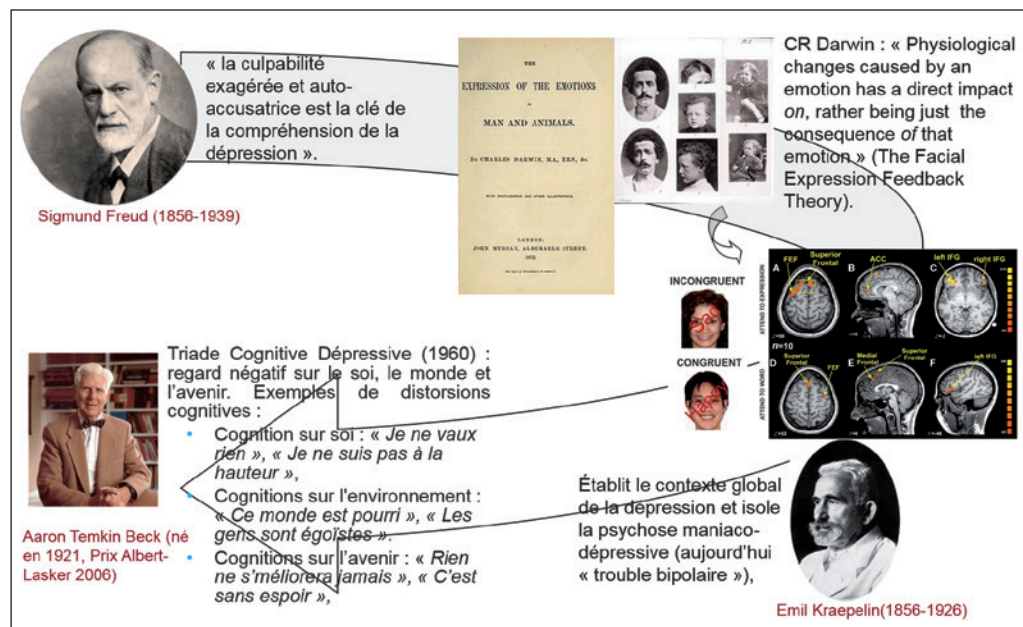 « la culpabilité
exagérée et auto-
accusatrice est la clé de
la compréhension de la
dépression ».
Sigmund Freud (1856-1939)
THE
EXPRESSION OF THE EMOTIONS
MAN AND ANIMALS.
By CHARLES DARWIN, M.A., F.R.S., &c.
LONDON:
JOHN MURRAY, ALBEMARLE STREET.
1872.
CR Darwin : « Physiological
changes caused by an
emotion has a direct impact
on, rather being just the
consequence of that
emotion » (The Facial
Expression Feedback
Theory).
INCONGRUENT
Sad
CONGRUENT
Happy
ATTEND TO EXPRESSION
ATTEND TO WORD
A
FEF
Superior
Frontal
B
ACC
C
left IFG
right IFG
n=10
D
Superior
Frontal
FEF
E
Medial
Frontal
Superior
Frontal
F
left IFG
Triade Cognitive Dépressive (1960) :
regard négatif sur le soi, le monde et
l'avenir. Exemples de distorsions
cognitives :
• Cognition sur soi : « Je ne vaux
rien », « Je ne suis pas à la
hauteur »,
• Cognitions sur l'environnement :
« Ce monde est pourri », « Les
gens sont égoïstes ».
• Cognitions sur l'avenir : « Rien
ne s'méliorera jamais », « C'est
sans espoir »,
Aaron Temkin Beck (né
en 1921, Prix Albert-
Lasker 2006)
Établit le contexte global
de la dépression et isole
la psychose maniaco-
dépressive (aujourd'hui
« trouble bipolaire »),
Emil Kraepelin(1856-1926)